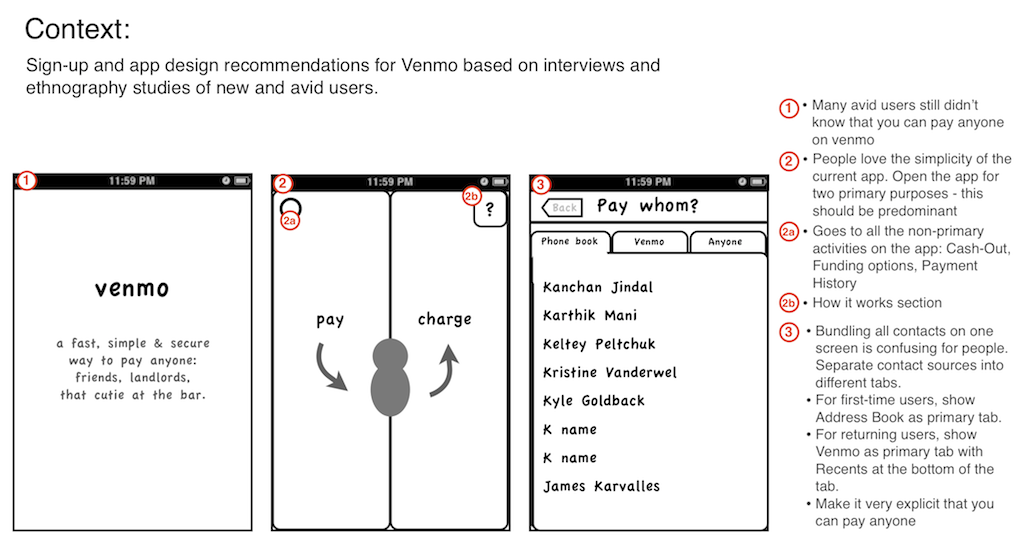 Context:
Sign-up and app design recommendations for Venmo based on interviews and
ethnography studies of new and avid users.
1
11:59 PM
venmo
a fast, simple & secure
way to pay anyone:
friends, landlords,
that cutie at the bar.
2
11:59 PM
2a
2b
?
pay
charge
3
11:59 PM
Back
Pay whom?
Phone book
Venmo
Anyone
Kanchan Jindal
Karthik Mani
Keltey Peltchuk
Kristine Vanderwel
Kyle Goldback
K name
K name
James Karvalles
1 • Many avid users still didn't
know that you can pay anyone
on venmo
2 • People love the simplicity of the
current app. Open the app for
two primary purposes - this
should be predominant
2a • Goes to all the non-primary
activities on the app: Cash-Out,
Funding options, Payment
History
2b • How it works section
3 • Bundling all contacts on one
screen is confusing for people.
Separate contact sources into
different tabs.
• For first-time users, show
Address Book as primary tab.
• For returning users, show
Venmo as primary tab with
Recents at the bottom of the
tab.
• Make it very explicit that you
can pay anyone